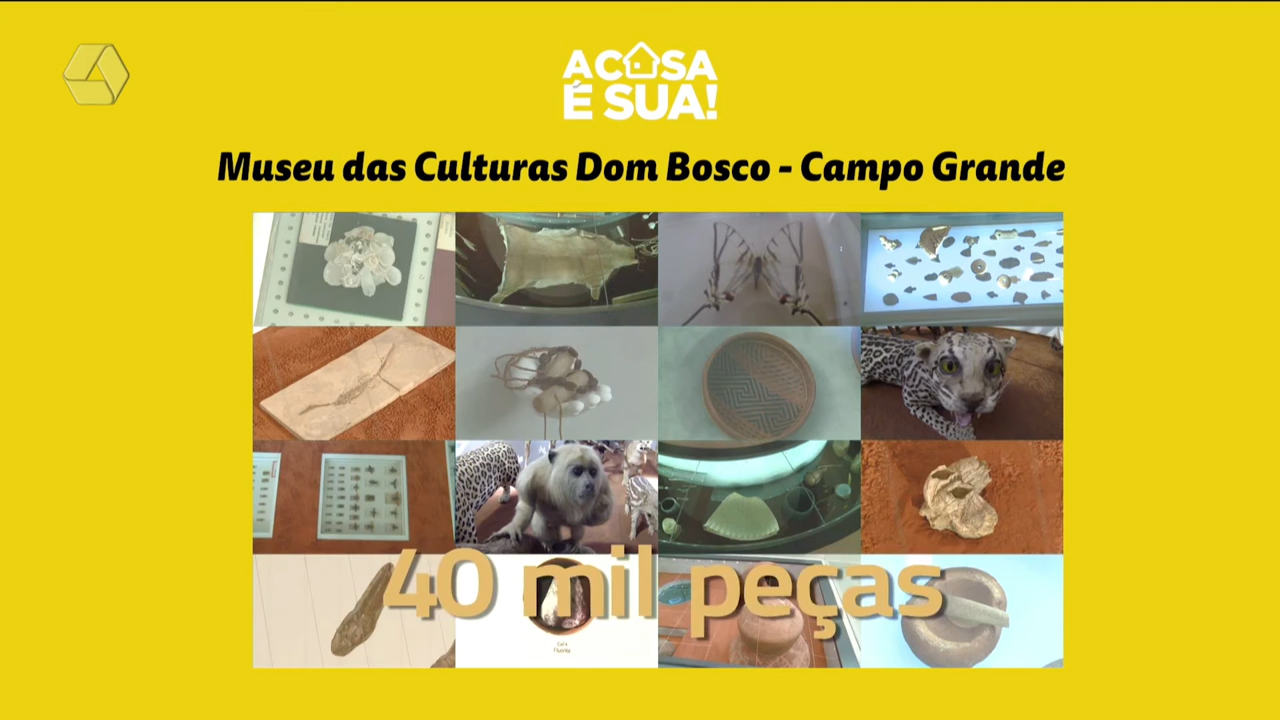 A CASA
É SUA!
Museu das Culturas Dom Bosco - Campo Grande
40 mil peças